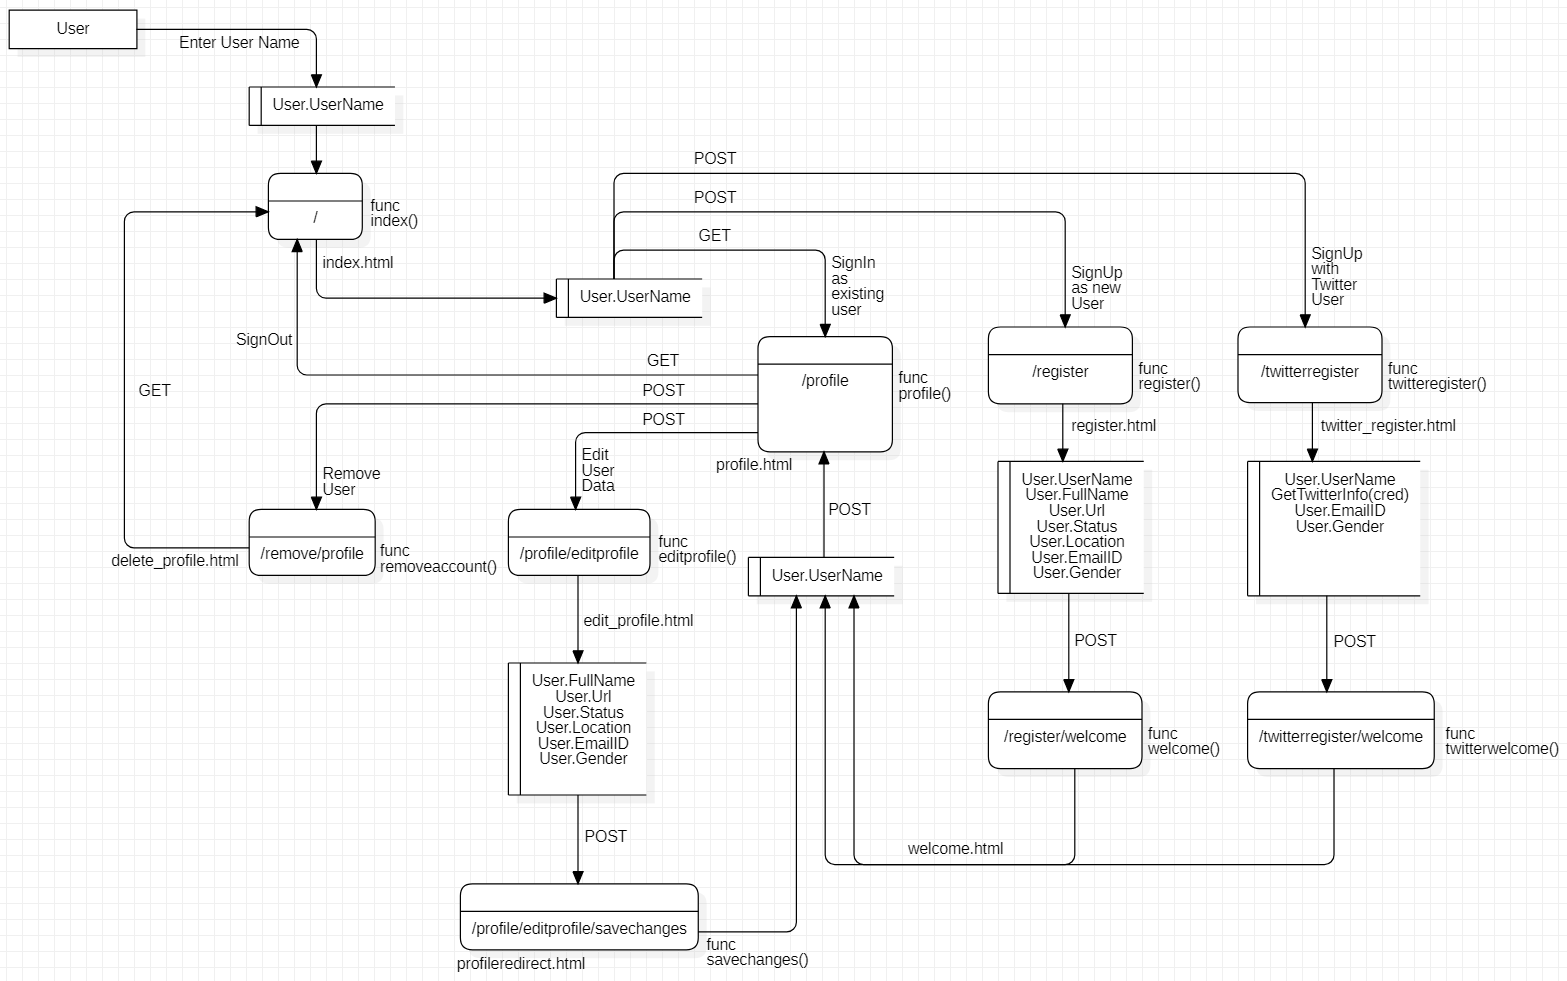 User
Enter User Name
User.UserName
/
func
index()
index.html
POST
POST
GET
User.UserName
SignIn
as
existing
user
SignUp
as new
User
SignUp
with
Twitter
User
SignOut
GET
GET
POST
POST
/profile
func
profile()
profile.html
/register
func
register()
register.html
/twitterregister
func
twitteregister()
twitter_register.html
Remove
User
Edit
User
Data
/remove/profile
func
removeaccount()
delete_profile.html
/profile/editprofile
func
editprofile()
edit_profile.html
POST
User.UserName
User.UserName
User.FullName
User.Url
User.Status
User.Location
User.EmailID
User.Gender
User.UserName
GetTwitterInfo(cred)
User.EmailID
User.Gender
User.FullName
User.Url
User.Status
User.Location
User.EmailID
User.Gender
POST
POST
/register/welcome
func
welcome()
/twitterregister/welcome
func
twitterwelcome()
welcome.html
POST
/profile/editprofile/savechanges
func
savechanges()
profileredirect.html